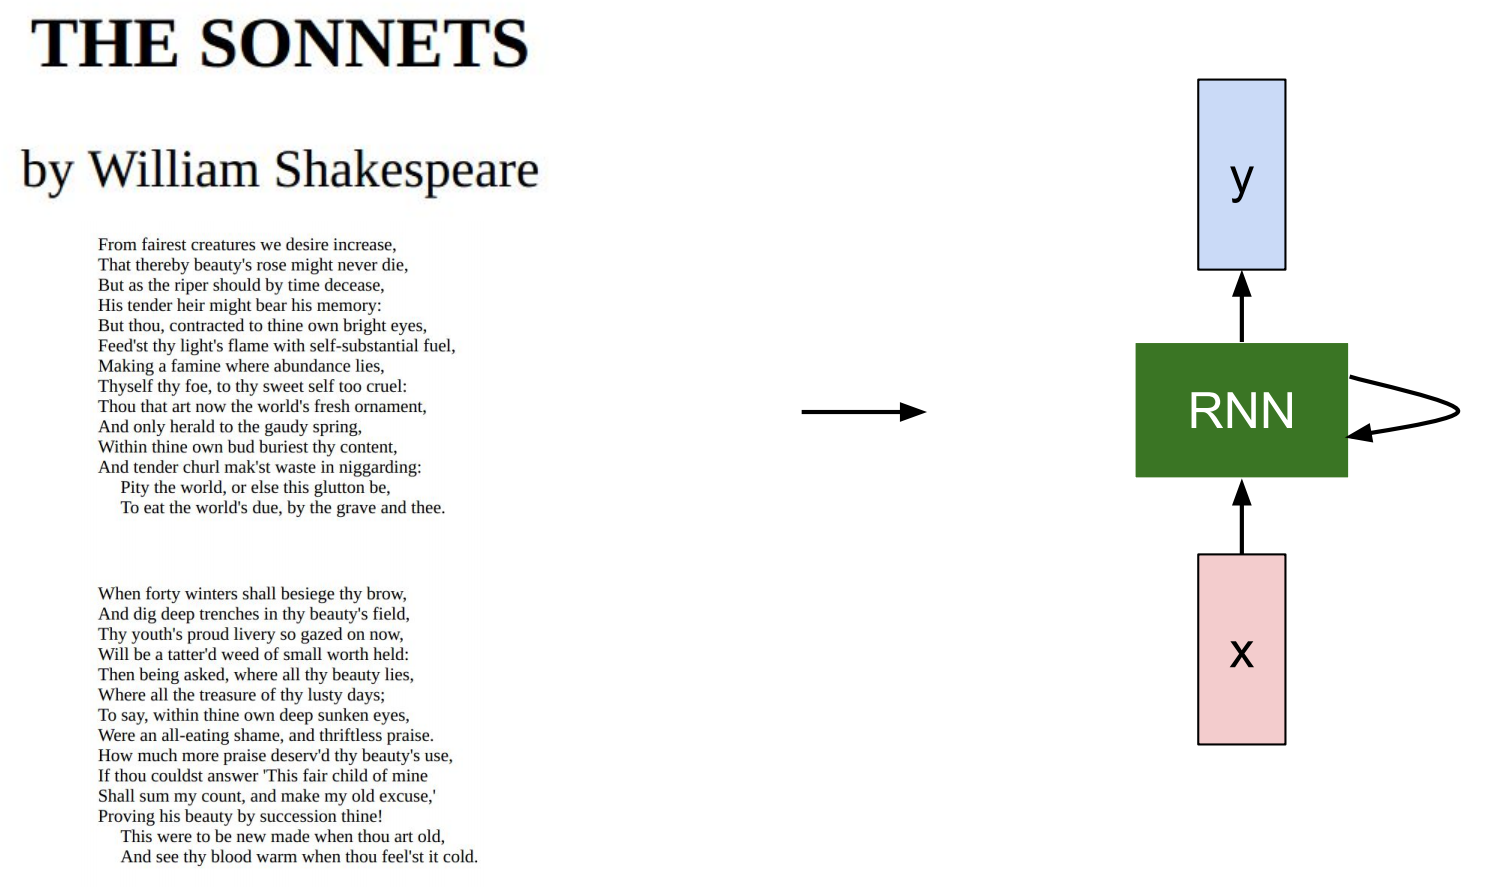 THE SONNETS
by William Shakespeare
From fairest creatures we desire increase,
That thereby beauty's rose might never die,
But as the riper should by time decease,
His tender heir might bear his memory:
But thou, contracted to thine own bright eyes,
Feed'st thy light's flame with self-substantial fuel,
Making a famine where abundance lies,
Thyself thy foe, to thy sweet self too cruel:
Thou that art now the world's fresh ornament,
And only herald to the gaudy spring,
Within thine own bud buriest thy content,
And tender churl mak'st waste in niggarding:
Pity the world, or else this glutton be,
To eat the world's due, by the grave and thee.
When forty winters shall besiege thy brow,
And dig deep trenches in thy beauty's field,
Thy youth's proud livery so gazed on now,
Will be a tatter'd weed of small worth held:
Then being asked, where all thy beauty lies,
Where all the treasure of thy lusty days;
To say, within thine own deep sunken eyes,
Were an all-eating shame, and thriftless praise.
How much more praise deserv'd thy beauty's use,
If thou couldst answer 'This fair child of mine
Shall sum my count, and make my old excuse,'
Proving his beauty by succession thine!
This were to be new made when thou art old,
And see thy blood warm when thou feel'st it cold.
y
RNN
x